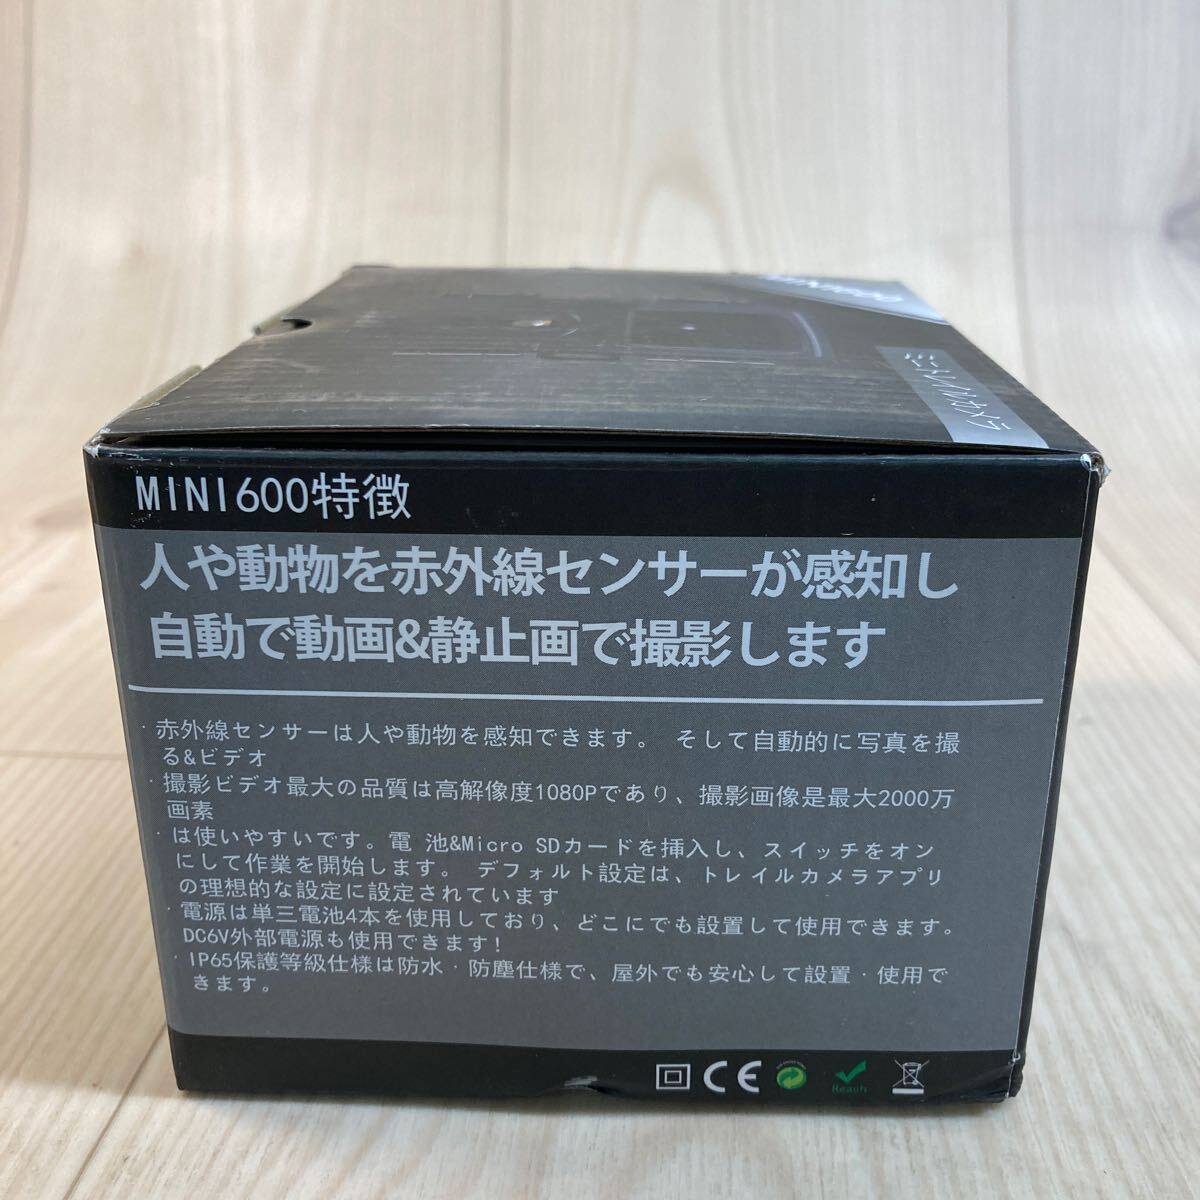 MINI600
MINI600特徴
人や動物を赤外線センサーが感知し
自動で動画&静止画で撮影します
· 赤外線センサーは人や動物を感知できます。 そして自動的に写真を撮
る&ビデオ
· 撮影ビデオ最大の品質は高解像度1080Pであり、撮影画像是最大2000万
画素
· は使いやすいです。電 池&Micro SDカードを挿入し、スイッチをオン
にして作業を開始します。 デフォルト設定は、トレイルカメラアプリ
の理想的な設定に設定されています
· 電源は単三電池4本を使用しており、どこにでも設置して使用できます。
DC6V外部電源も使用できます!
· IP65保護等級仕様は防水・防塵仕様で、屋外でも安心して設置・使用で
きます。
CE
Reach